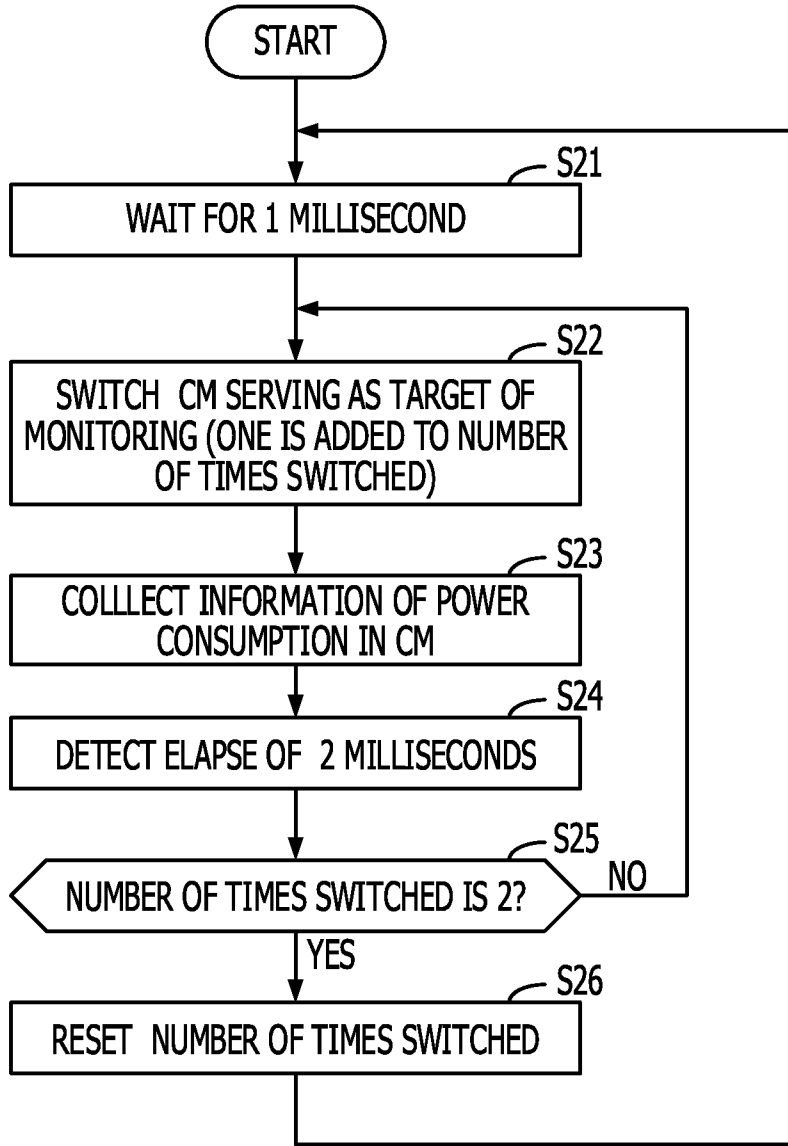 START
S21
WAIT FOR 1 MILLISECOND
S22
SWITCH CM SERVING AS TARGET OF
MONITORING (ONE IS ADDED TO NUMBER
OF TIMES SWITCHED)
S23
COLLLECT INFORMATION OF POWER
CONSUMPTION IN CM
S24
DETECT ELAPSE OF 2 MILLISECONDS
S25
NUMBER OF TIMES SWITCHED IS 2?
NO
YES
S26
RESET NUMBER OF TIMES SWITCHED